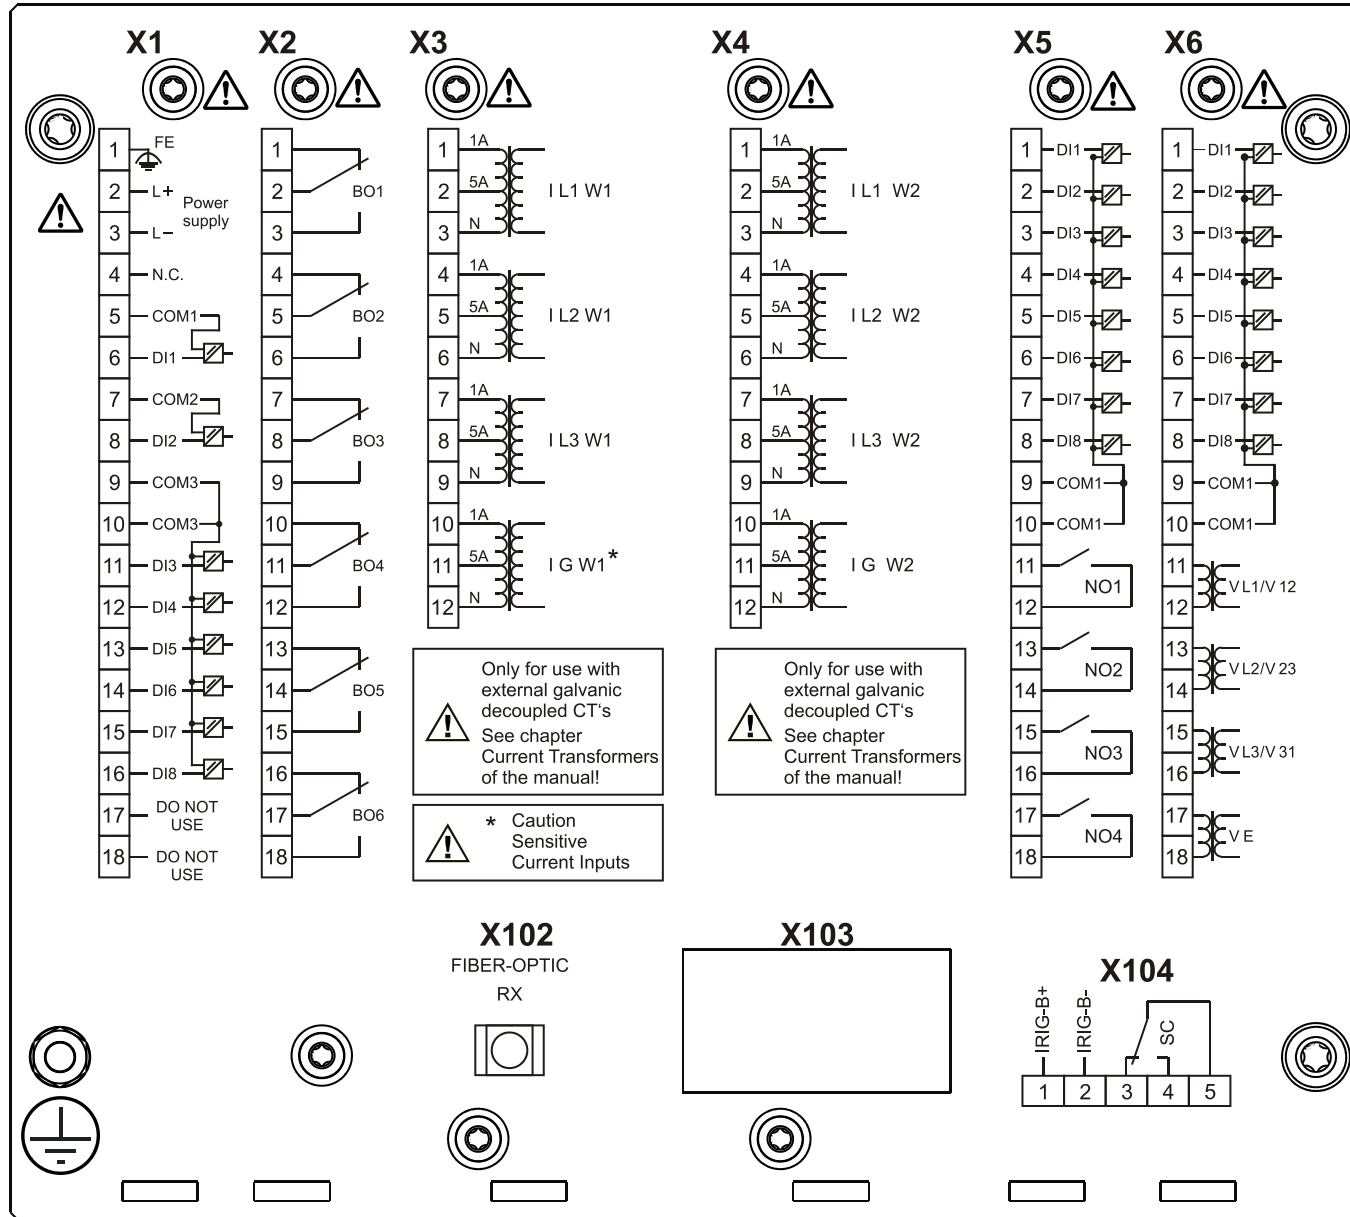 X1
X2
X3
X4
X5
X6
1 FE
2 L+ Power supply
3 L–
4 N.C.
5 COM1
6 DI1
7 COM2
8 DI2
9 COM3
10 COM3
11 DI3
12 DI4
13 DI5
14 DI6
15 DI7
16 DI8
17 DO NOT USE
18 DO NOT USE
1
2 BO1
3
4
5 BO2
6
7
8 BO3
9
10
11 BO4
12
13
14 BO5
15
16
17 BO6
18
1 1A
2 5A I L1 W1
3 N
4 1A
5 5A I L2 W1
6 N
7 1A
8 5A I L3 W1
9 N
10 1A
11 5A I G W1*
12 N
Only for use with
external galvanic
decoupled CT's
See chapter
Current Transformers
of the manual!
* Caution
Sensitive
Current Inputs
1 1A
2 5A I L1 W2
3 N
4 1A
5 5A I L2 W2
6 N
7 1A
8 5A I L3 W2
9 N
10 1A
11 5A I G W2
12 N
Only for use with
external galvanic
decoupled CT's
See chapter
Current Transformers
of the manual!
1 DI1
2 DI2
3 DI3
4 DI4
5 DI5
6 DI6
7 DI7
8 DI8
9 COM1
10 COM1
11
12 NO1
13
14 NO2
15
16 NO3
17
18 NO4
1 DI1
2 DI2
3 DI3
4 DI4
5 DI5
6 DI6
7 DI7
8 DI8
9 COM1
10 COM1
11
12 V L1/V 12
13
14 V L2/V 23
15
16 V L3/V 31
17
18 V E
X102
FIBER-OPTIC
RX
X103
X104
IRIG-B+
IRIG-B-
SC
1 2 3 4 5